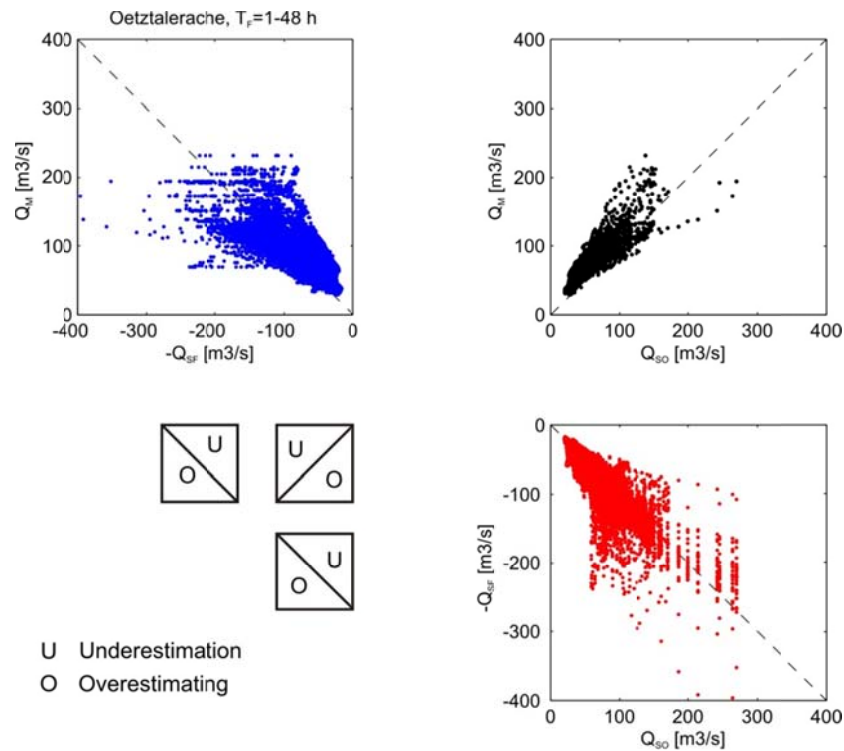 Oetztalerache, T_F=1-48 h
400
300
200
100
0
Q_M [m3/s]
-400 -300 -200 -100 0
-Q_SF [m3/s]
400
300
200
100
0
Q_M [m3/s]
0 100 200 300 400
Q_SO [m3/s]
U
O
U
O
U
O
U Underestimation
O Overestimating
0
-100
-200
-300
-400
-Q_SF [m3/s]
0 100 200 300 400
Q_SO [m3/s]